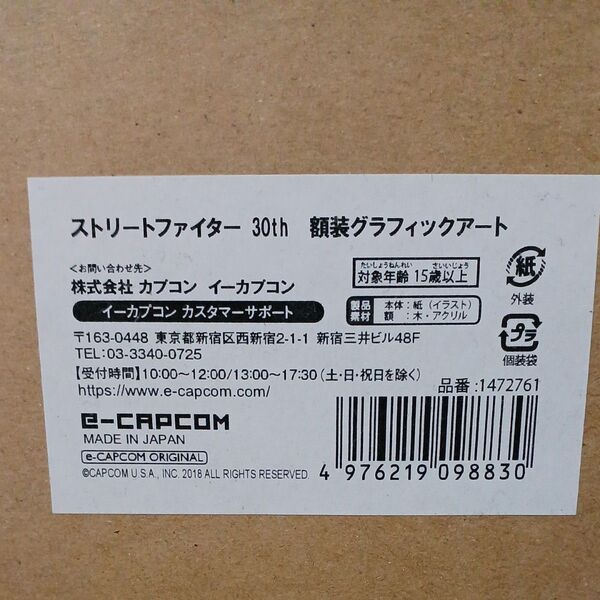 ストリートファイター 30th 額装グラフィックアート
<お問い合わせ先>
株式会社 カプコン イーカプコン
イーカプコン カスタマーサポート
たいしょうねんれい さいいじょう
対象年齢 15歳以上
製品素材 本体:紙(イラスト)
額:木・アクリル
紙
外装
プラ
個装袋
〒163-0448 東京都新宿区西新宿2-1-1 新宿三井ビル48F
TEL:03-3340-0725
【受付時間】10:00~12:00/13:00~17:30(土・日・祝日を除く)
https://www.e-capcom.com/
品番:1472761
e-CAPCOM
MADE IN JAPAN
e-CAPCOM ORIGINAL
©CAPCOM U.S.A., INC. 2018 ALL RIGHTS RESERVED.
4 976219 098830